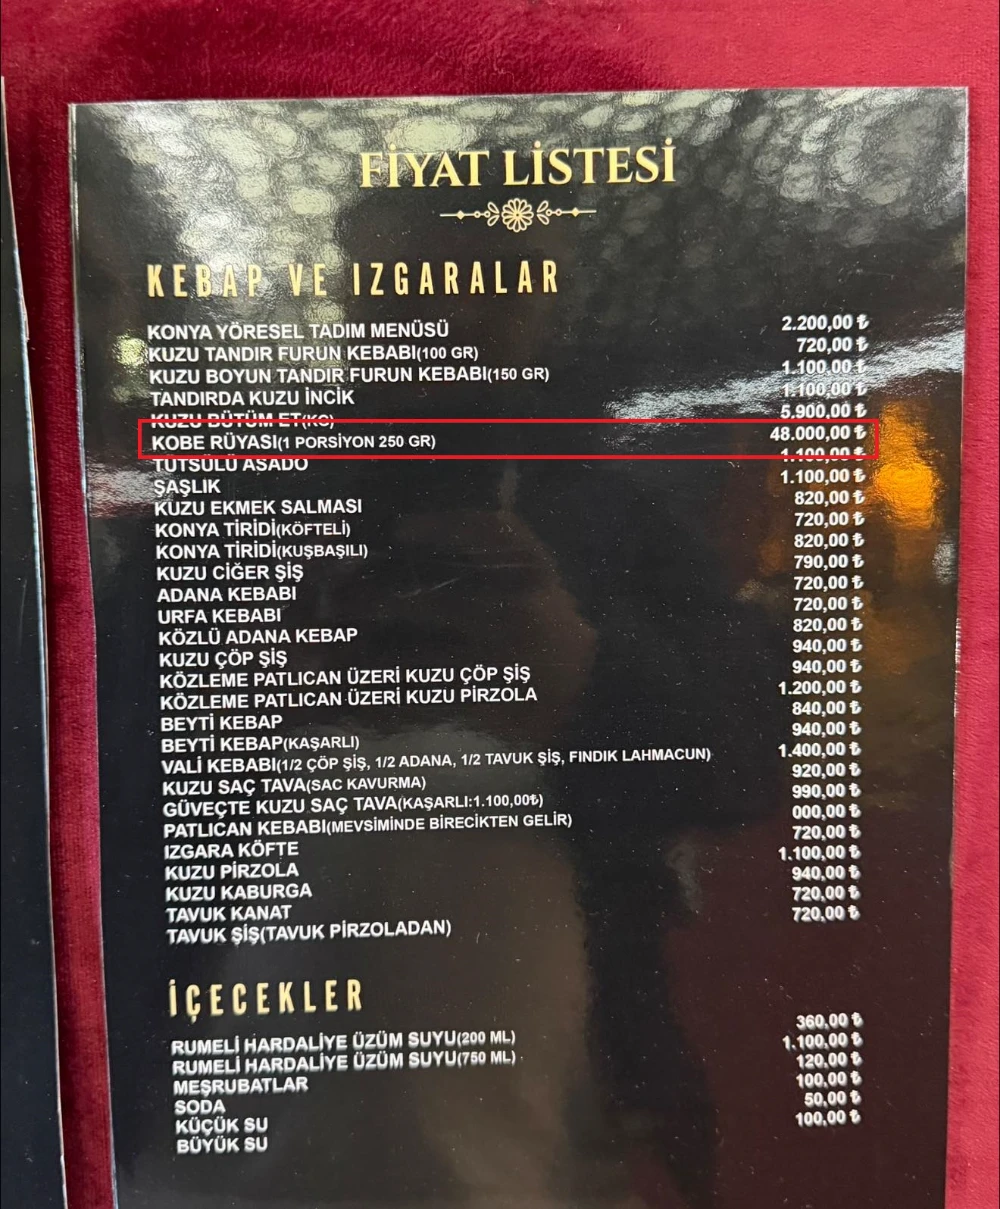 FİYAT LİSTESİ
KEBAP VE IZGARALAR
KONYA YÖRESEL TADIM MENÜSÜ 2.200,00 ₺
KUZU TANDIR FURUN KEBABI(100 GR) 720,00 ₺
KUZU BOYUN TANDIR FURUN KEBABI(150 GR) 1.100,00 ₺
TANDIRDA KUZU İNCİK 1.100,00 ₺
KUZU BÜTÜM ET(KG) 5.900,00 ₺
KOBE RÜYASI(1 PORSİYON 250 GR) 48.000,00 ₺
TÜTSÜLÜ ASADO 1.100,00 ₺
ŞAŞLIK 1.100,00 ₺
KUZU EKMEK SALMASI 820,00 ₺
KONYA TİRİDİ(KÖFTELİ) 720,00 ₺
KONYA TİRİDİ(KUŞBAŞILI) 820,00 ₺
KUZU CİĞER ŞİŞ 790,00 ₺
ADANA KEBABI 720,00 ₺
URFA KEBABI 720,00 ₺
KÖZLÜ ADANA KEBAP 820,00 ₺
KUZU ÇÖP ŞİŞ 940,00 ₺
KÖZLEME PATLICAN ÜZERİ KUZU ÇÖP ŞİŞ 940,00 ₺
KÖZLEME PATLICAN ÜZERİ KUZU PİRZOLA 1.200,00 ₺
BEYTİ KEBAP 840,00 ₺
BEYTİ KEBAP(KAŞARLI) 940,00 ₺
VALİ KEBABI(1/2 ÇÖP ŞİŞ, 1/2 ADANA, 1/2 TAVUK ŞİŞ, FINDIK LAHMACUN) 1.400,00 ₺
KUZU SAÇ TAVA(SAC KAVURMA) 920,00 ₺
GÜVEÇTE KUZU SAÇ TAVA(KAŞARLI:1.100,00₺) 990,00 ₺
PATLICAN KEBABI(MEVSİMİNDE BİRECİKTEN GELİR) 000,00 ₺
IZGARA KÖFTE 720,00 ₺
KUZU PİRZOLA 1.100,00 ₺
KUZU KABURGA 940,00 ₺
TAVUK KANAT 720,00 ₺
TAVUK ŞİŞ(TAVUK PİRZOLADAN) 720,00 ₺
İÇECEKLER
RUMELİ HARDALİYE ÜZÜM SUYU(200 ML) 360,00 ₺
RUMELİ HARDALİYE ÜZÜM SUYU(750 ML) 1.100,00 ₺
MEŞRUBATLAR 120,00 ₺
SODA 100,00 ₺
KÜÇÜK SU 50,00 ₺
BÜYÜK SU 100,00 ₺